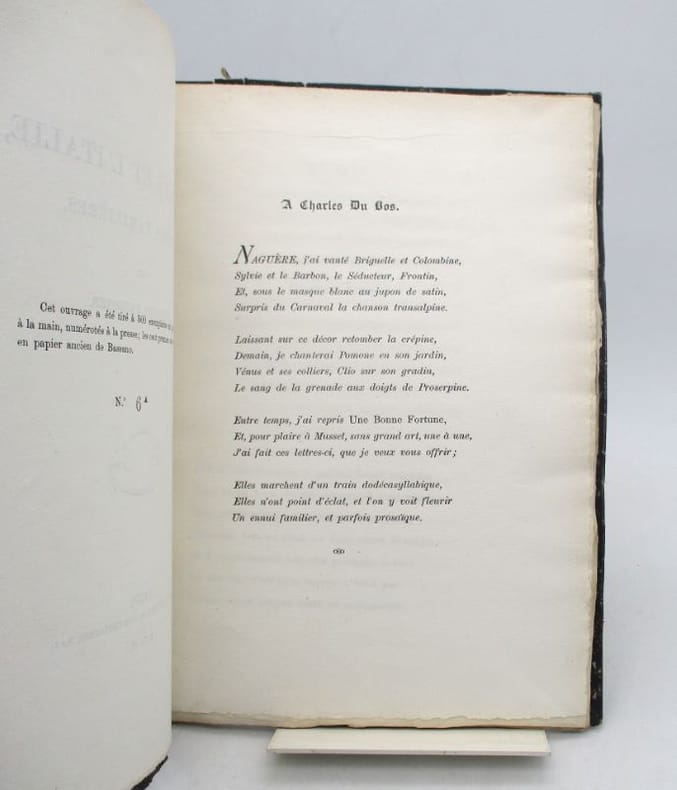 Cet ouvrage a été tiré à 500 exemplaires
à la main, numérotés à la presse; les
en papier ancien de Bassano.
N.° 6ᴬ
A Charles Du Bos.
NAGUÈRE, j'ai vanté Briguelle et Colombine,
Sylvie et le Barbon, le Séducteur, Frontin,
Et, sous le masque blanc au jupon de satin,
Surpris du Carnaval la chanson transalpine.
Laissant sur ce décor retomber la crépine,
Demain, je chanterai Pomone en son jardin,
Vénus et ses colliers, Clio sur son gradin,
Le sang de la grenade aux doigts de Proserpine.
Entre temps, j'ai repris Une Bonne Fortune,
Et, pour plaire à Musset, sans grand art, une à une,
J'ai fait ces lettres-ci, que je veux vous offrir ;
Elles marchent d'un train dodécasyllabique,
Elles n'ont point d'éclat, et l'on y voit fleurir
Un ennui familier, et parfois prosaïque.